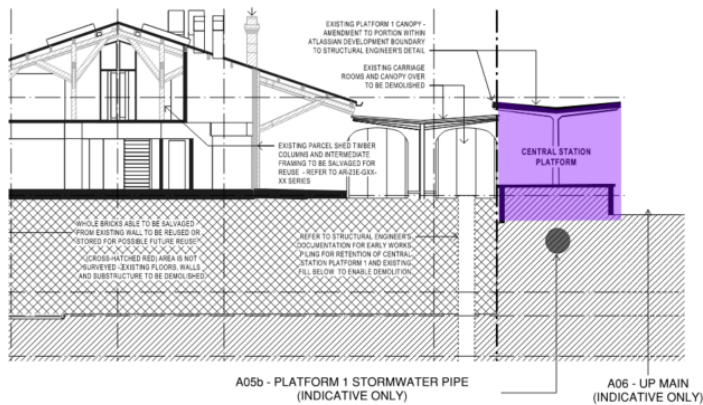 EXISTING PLATFORM 1 CANOPY -
AMENDMENT TO PORTION WITHIN
ATLASSIAN DEVELOPMENT BOUNDARY
TO STRUCTURAL ENGINEER'S DETAIL
EXISTING CARRIAGE
ROOMS AND CANOPY OVER
TO BE DEMOLISHED
CENTRAL STATION
PLATFORM
EXISTING PARCEL SHED TIMBER
COLUMNS AND INTERMEDIATE
FRAMING TO BE SALVAGED FOR
REUSE - REFER TO AR-23E-GXX-
XX SERIES
WHOLE BRICKS ABLE TO BE SALVAGED
FROM EXISTING WALL TO BE REUSED OR
STORED FOR POSSIBLE FUTURE REUSE
(CROSS-HATCHED RED) AREA IS NOT
SURVEYED - EXISTING FLOORS, WALLS
AND SUBSTRUCTURE TO BE DEMOLISHED
REFER TO STRUCTURAL ENGINEER'S
DOCUMENTATION FOR EARLY WORKS
PILING FOR RETENTION OF CENTRAL
STATION PLATFORM 1 AND EXISTING
FILL BELOW TO ENABLE DEMOLITION.
A05b - PLATFORM 1 STORMWATER PIPE
(INDICATIVE ONLY)
A06 - UP MAIN
(INDICATIVE ONLY)